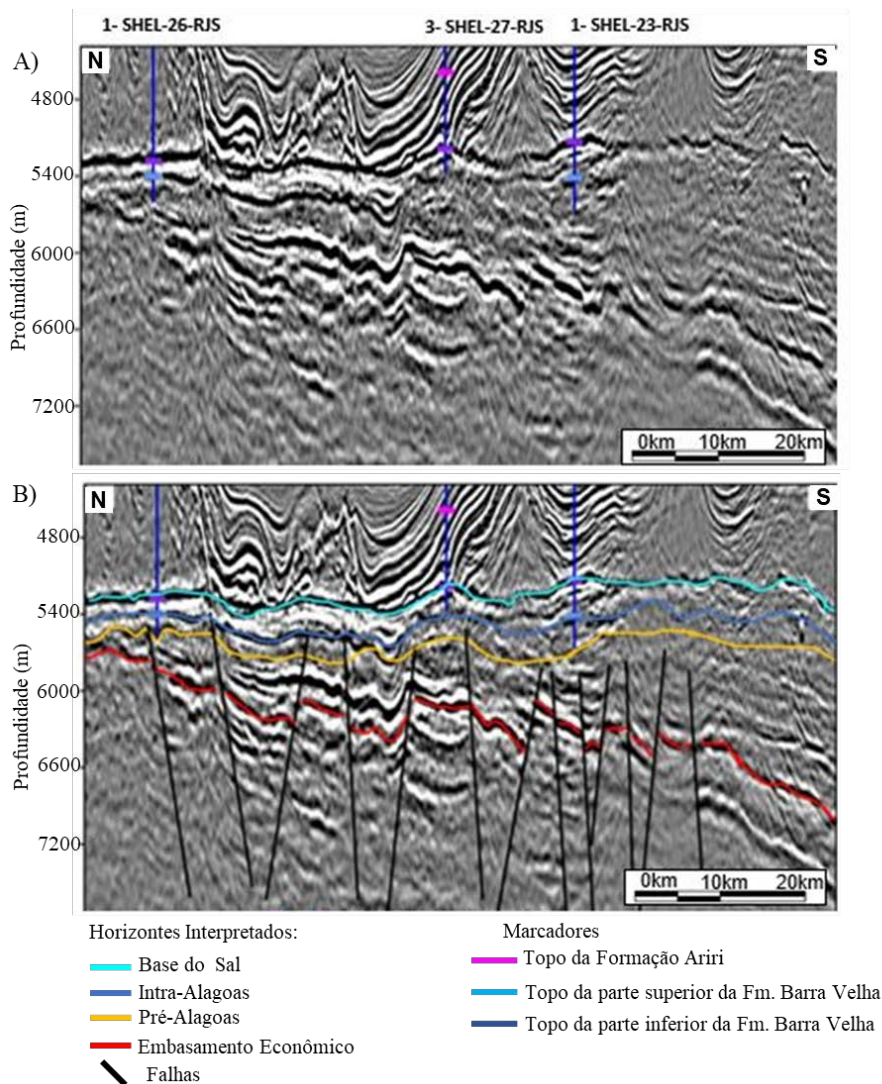 1- SHEL-26-RJS 3- SHEL-27-RJS 1- SHEL-23-RJS
A)
N S
4800
5400
6000
6600
7200
Profundidade (m)
0km 10km 20km
B)
N S
4800
5400
6000
6600
7200
Profundidade (m)
0km 10km 20km
Horizontes Interpretados:
Base do Sal
Intra-Alagoas
Pré-Alagoas
Embasamento Econômico
Falhas
Marcadores
Topo da Formação Ariri
Topo da parte superior da Fm. Barra Velha
Topo da parte inferior da Fm. Barra Velha